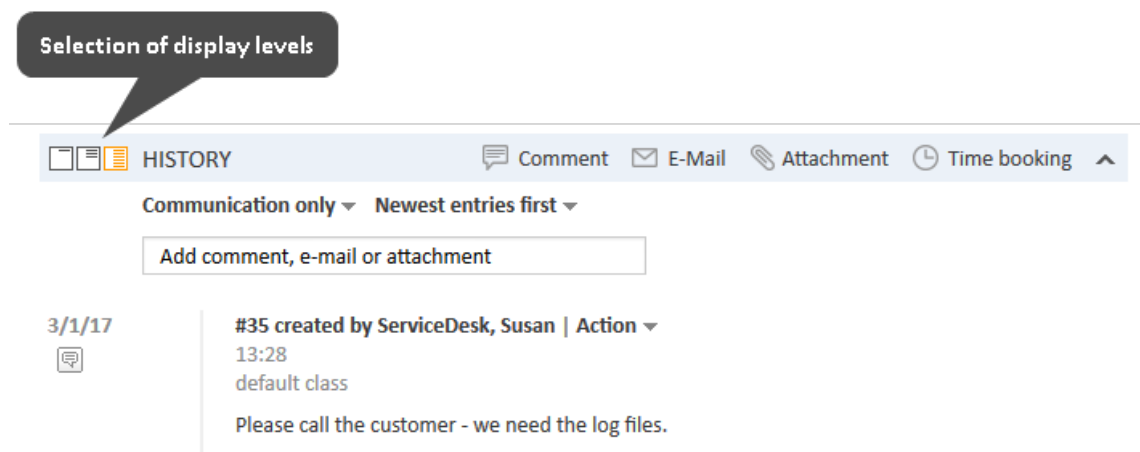 Selection of display levels
HISTORY Comment E-Mail Attachment Time booking
Communication only Newest entries first
Add comment, e-mail or attachment
3/1/17 #35 created by ServiceDesk, Susan | Action
13:28
default class
Please call the customer - we need the log files.